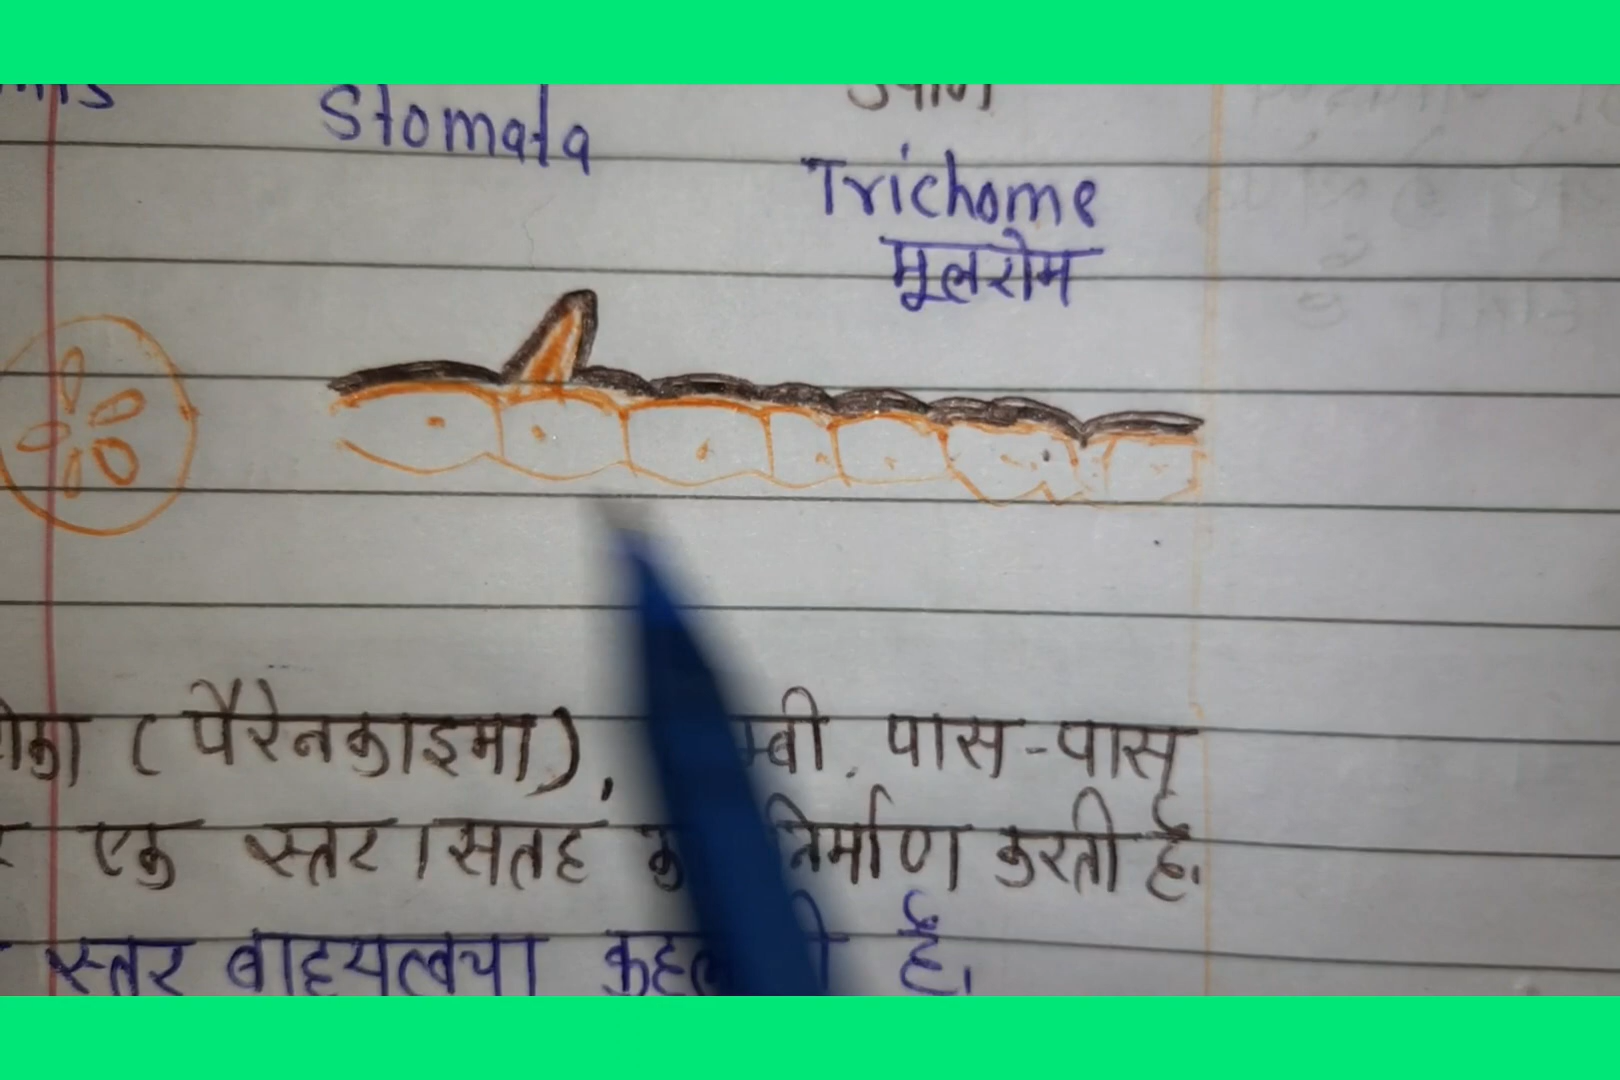 Stomata
Trichome
मूलरोम
(पैरेनकाइमा), पास-पास
एक स्तर/सतह निर्माण करती है.
स्तर बाह्यत्वचा है.